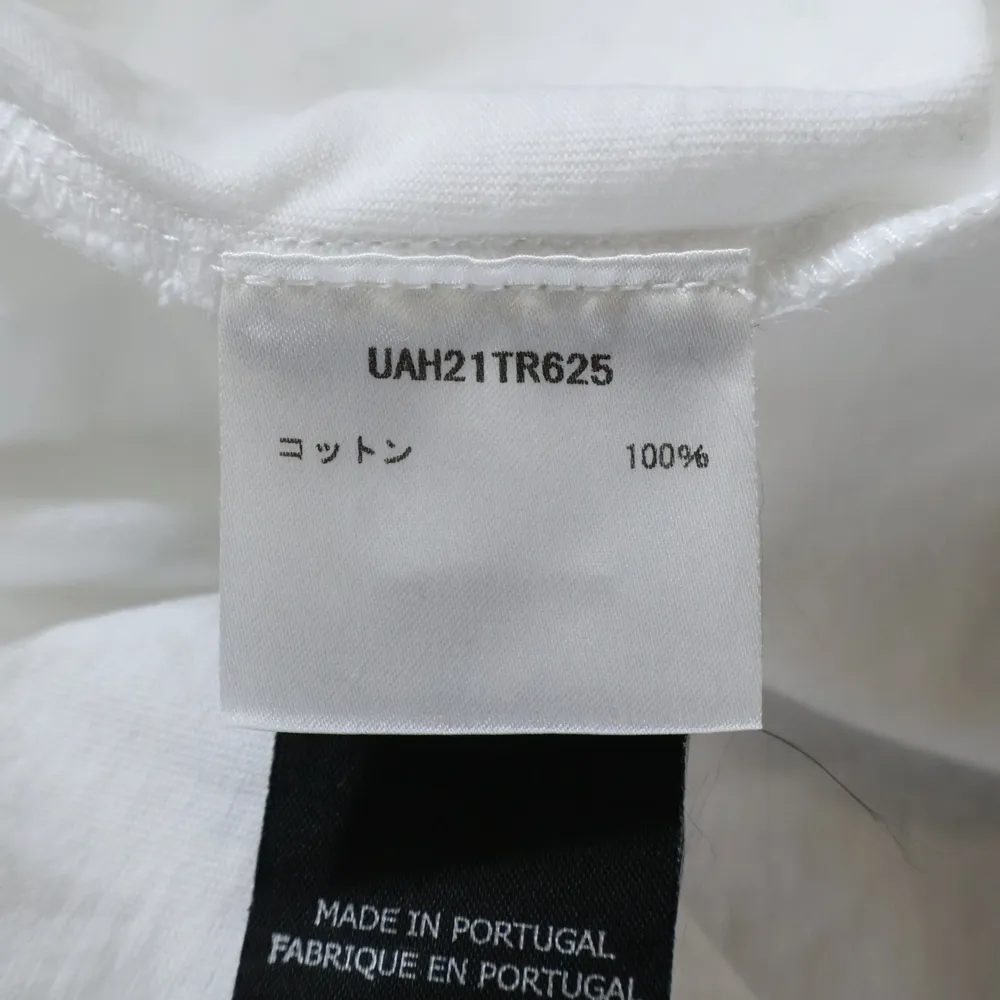 UAH21TR625
コットン 100%
MADE IN PORTUGAL
FABRIQUE EN PORTUGAL